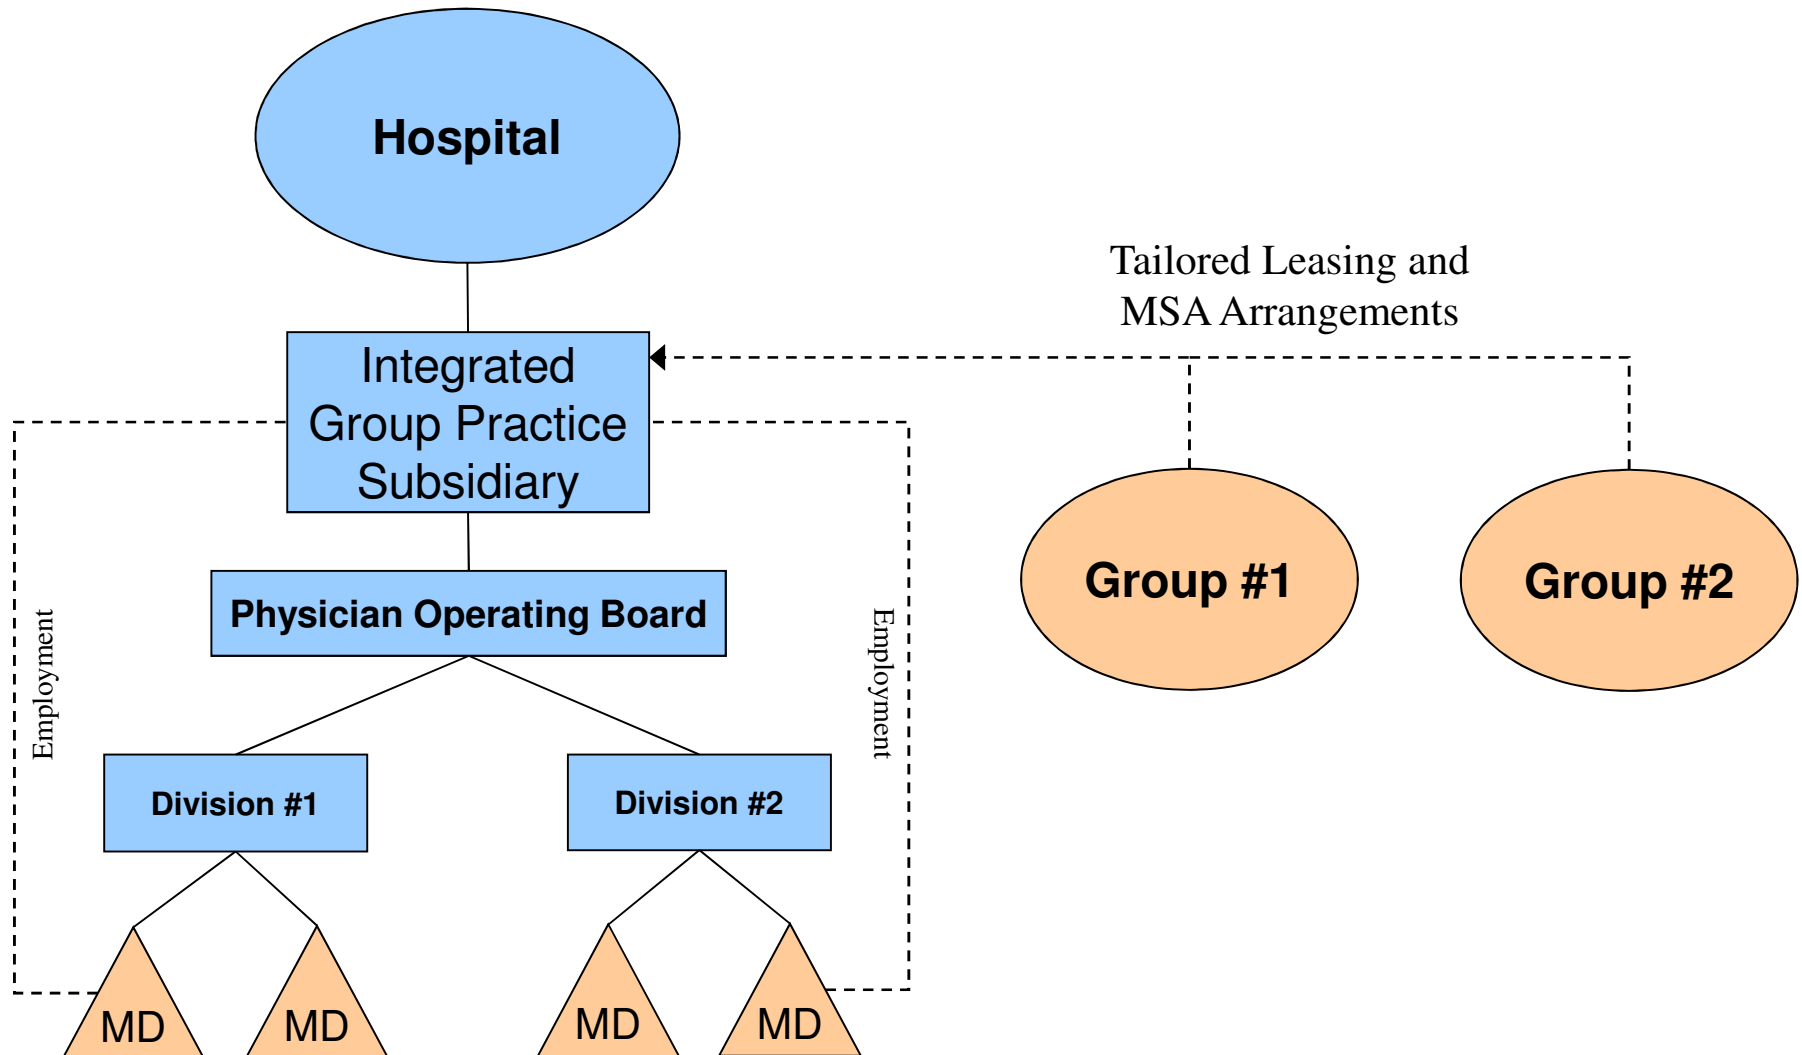 Hospital
Tailored Leasing and
MSA Arrangements
Integrated
Group Practice
Subsidiary
Group #1
Group #2
Physician Operating Board
Employment
Employment
Division #1
Division #2
MD
MD
MD
MD